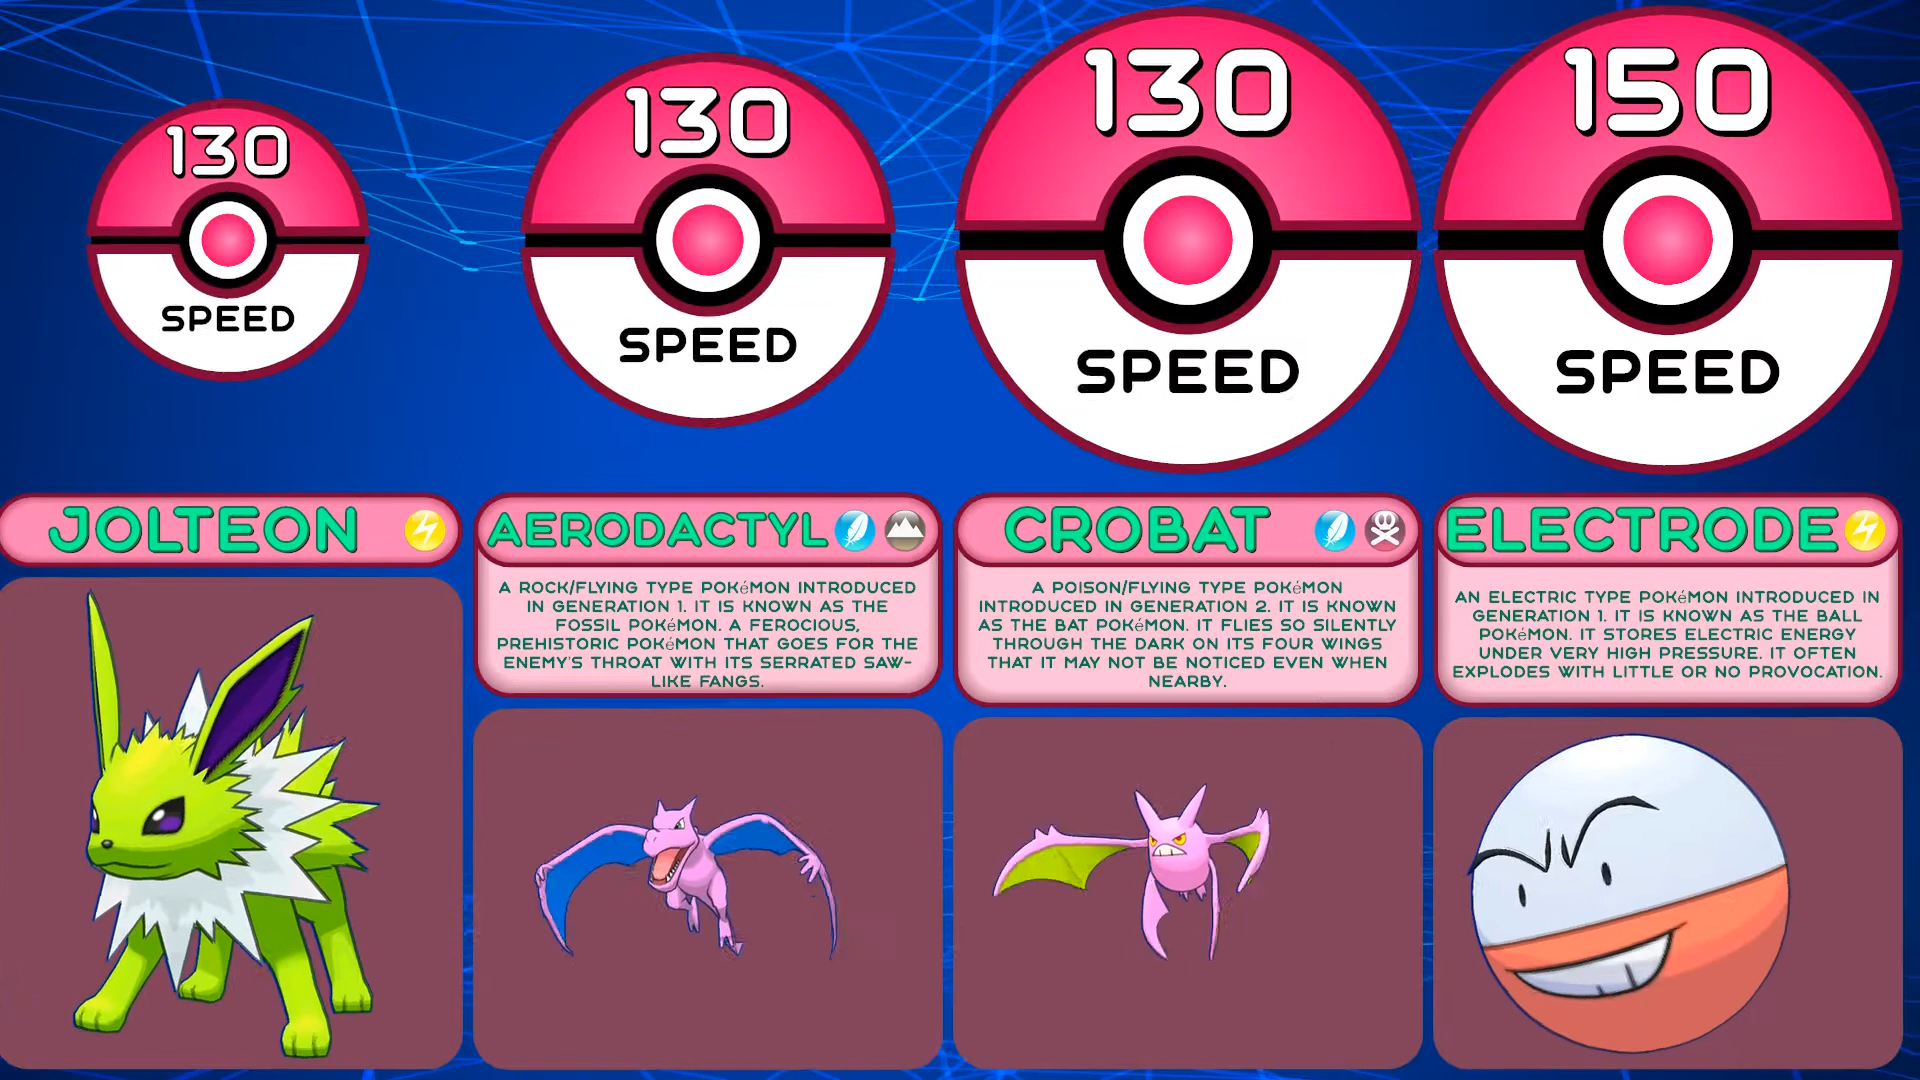 130
SPEED
130
SPEED
130
SPEED
150
SPEED
JOLTEON
AERODACTYL
A ROCK/FLYING TYPE POKéMON INTRODUCED
IN GENERATION 1. IT IS KNOWN AS THE
FOSSIL POKéMON. A FEROCIOUS,
PREHISTORIC POKéMON THAT GOES FOR THE
ENEMY'S THROAT WITH ITS SERRATED SAW-
LIKE FANGS.
CROBAT
A POISON/FLYING TYPE POKéMON
INTRODUCED IN GENERATION 2. IT IS KNOWN
AS THE BAT POKéMON. IT FLIES SO SILENTLY
THROUGH THE DARK ON ITS FOUR WINGS
THAT IT MAY NOT BE NOTICED EVEN WHEN
NEARBY.
ELECTRODE
AN ELECTRIC TYPE POKéMON INTRODUCED IN
GENERATION 1. IT IS KNOWN AS THE BALL
POKéMON. IT STORES ELECTRIC ENERGY
UNDER VERY HIGH PRESSURE. IT OFTEN
EXPLODES WITH LITTLE OR NO PROVOCATION.